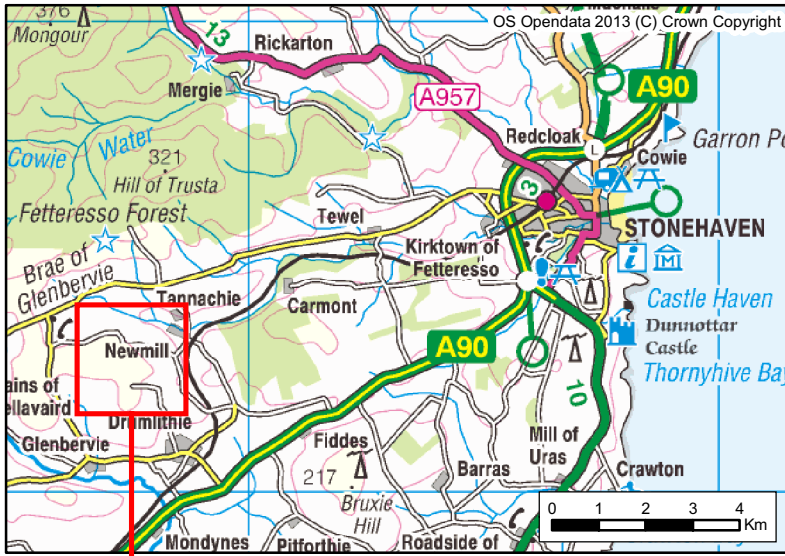 OS Opendata 2013 (C) Crown Copyright
376
Mongour
13
Rickarton
Mergie
A957
A90
Redcloak
L
Garron Po
Cowie
Cowie Water
321
Hill of Trusta
3
Fetteresso Forest
Tewel
STONEHAVEN
Kirktown of
Fetteresso
i
M
Brae of
Glenbervie
Tannachie
Carmont
Castle Haven
Dunnottar
Castle
Newmill
A90
Thornyhive Bay
ains of
ellavaird
10
Drumlithie
Glenbervie
Fiddes
Mill of
Uras
217
Barras
Crawton
Bruxie
Hill
0 1 2 3 4
Km
Mondynes
Pitforthie
Roadside of